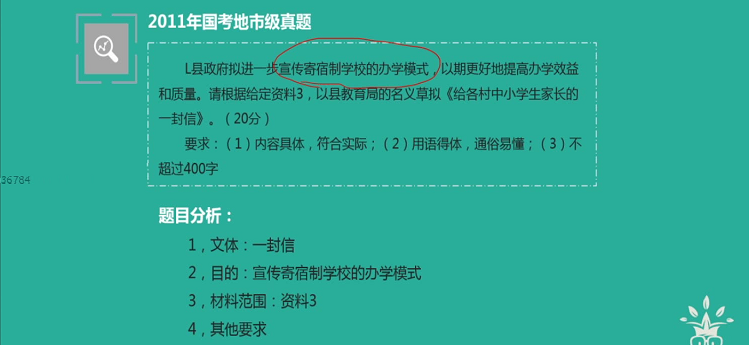 2011年国考地市级真题
L县政府拟进一步宣传寄宿制学校的办学模式，以期更好地提高办学效益
和质量。请根据给定资料3，以县教育局的名义草拟《给各村中小学生家长的
一封信》。（20分）
要求：（1）内容具体，符合实际；（2）用语得体，通俗易懂；（3）不
超过400字
36784
题目分析：
1，文体：一封信
2，目的：宣传寄宿制学校的办学模式
3，材料范围：资料3
4，其他要求